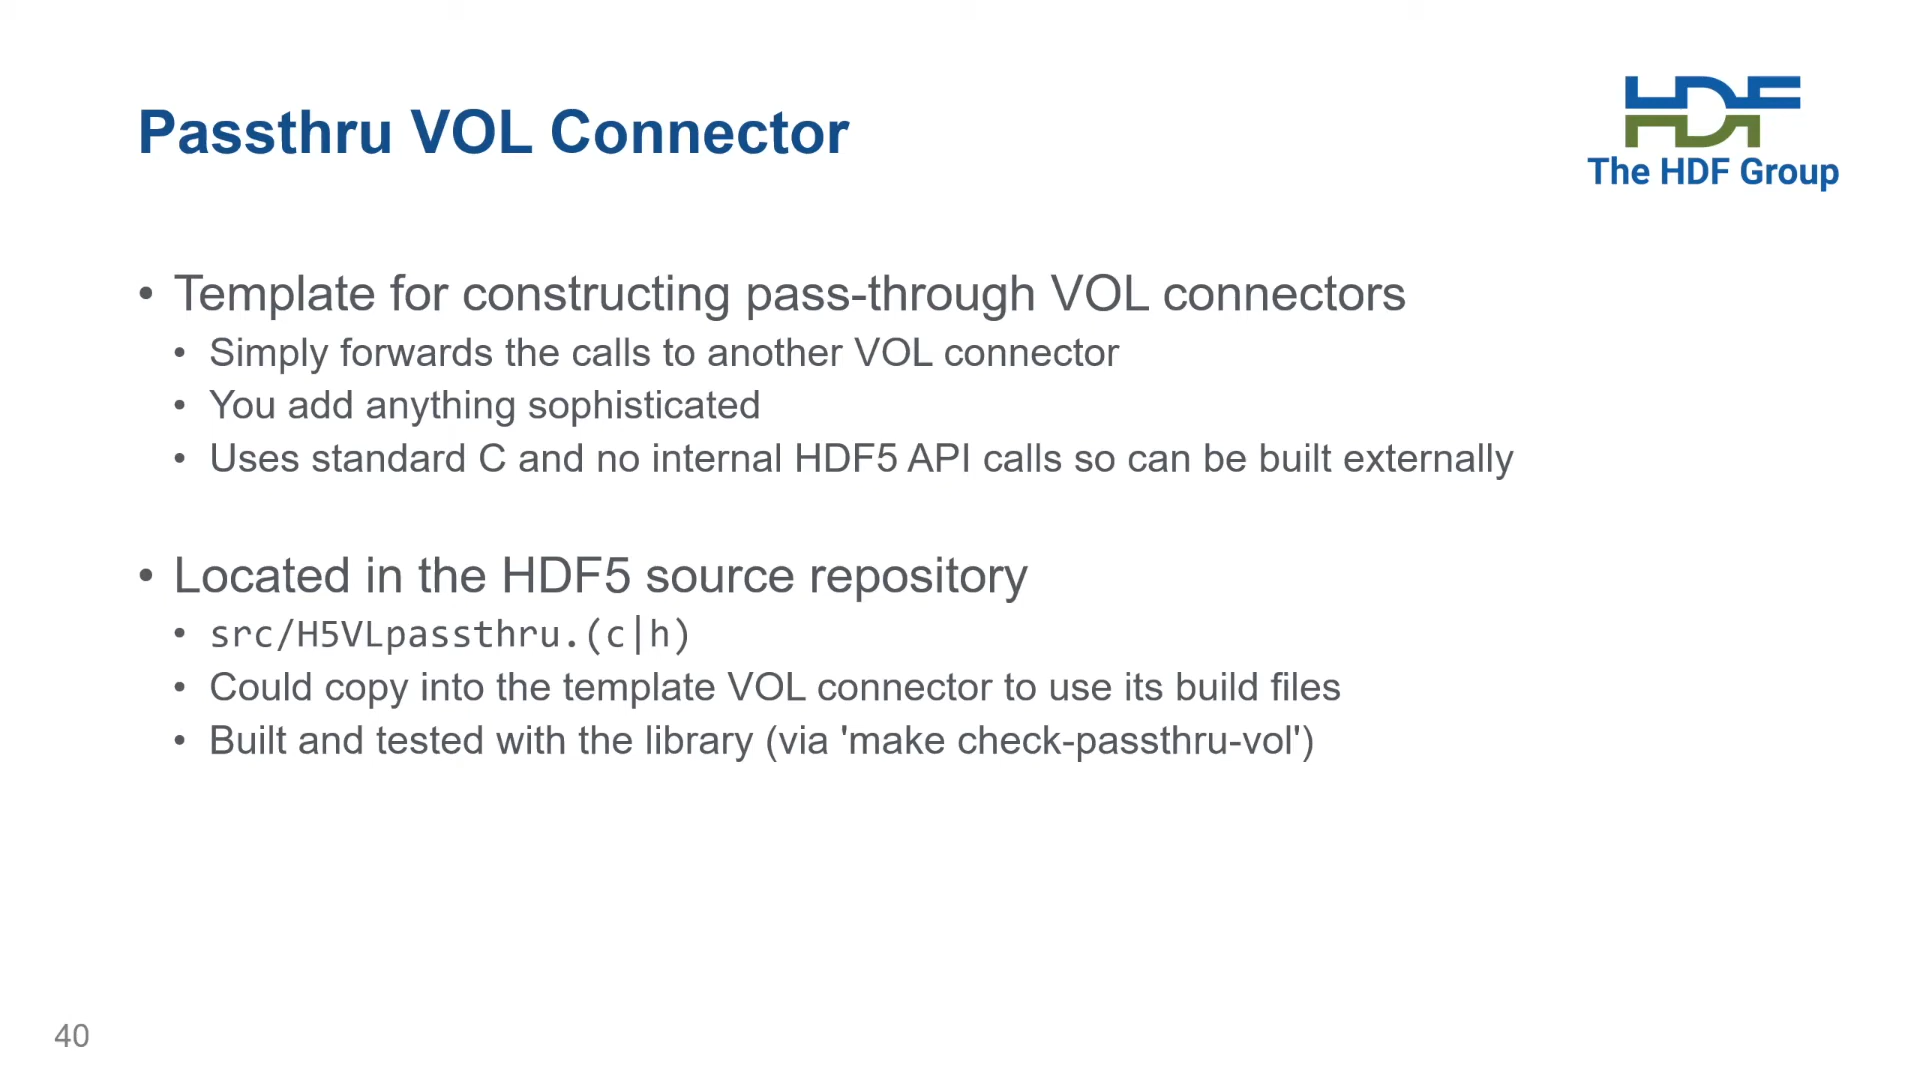 Passthru VOL Connector
HDF
The HDF Group
• Template for constructing pass-through VOL connectors
• Simply forwards the calls to another VOL connector
• You add anything sophisticated
• Uses standard C and no internal HDF5 API calls so can be built externally
• Located in the HDF5 source repository
• src/H5VLpassthru.(c|h)
• Could copy into the template VOL connector to use its build files
• Built and tested with the library (via 'make check-passthru-vol')
40